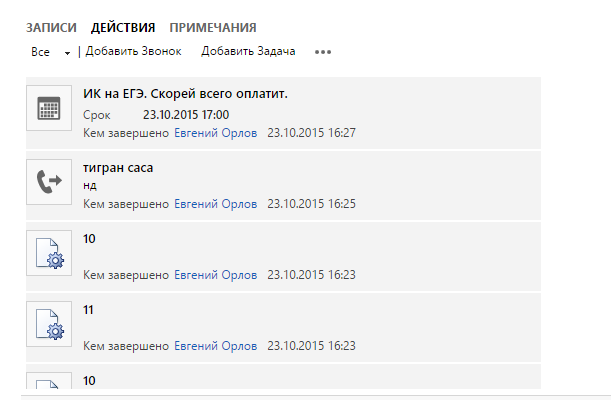 ЗАПИСИ ДЕЙСТВИЯ ПРИМЕЧАНИЯ
Все | Добавить Звонок Добавить Задача •••
ИК на ЕГЭ. Скорей всего оплатит.
Срок 23.10.2015 17:00
Кем завершено Евгений Орлов 23.10.2015 16:27
тигран саса
нд
Кем завершено Евгений Орлов 23.10.2015 16:25
10
Кем завершено Евгений Орлов 23.10.2015 16:23
11
Кем завершено Евгений Орлов 23.10.2015 16:23
10